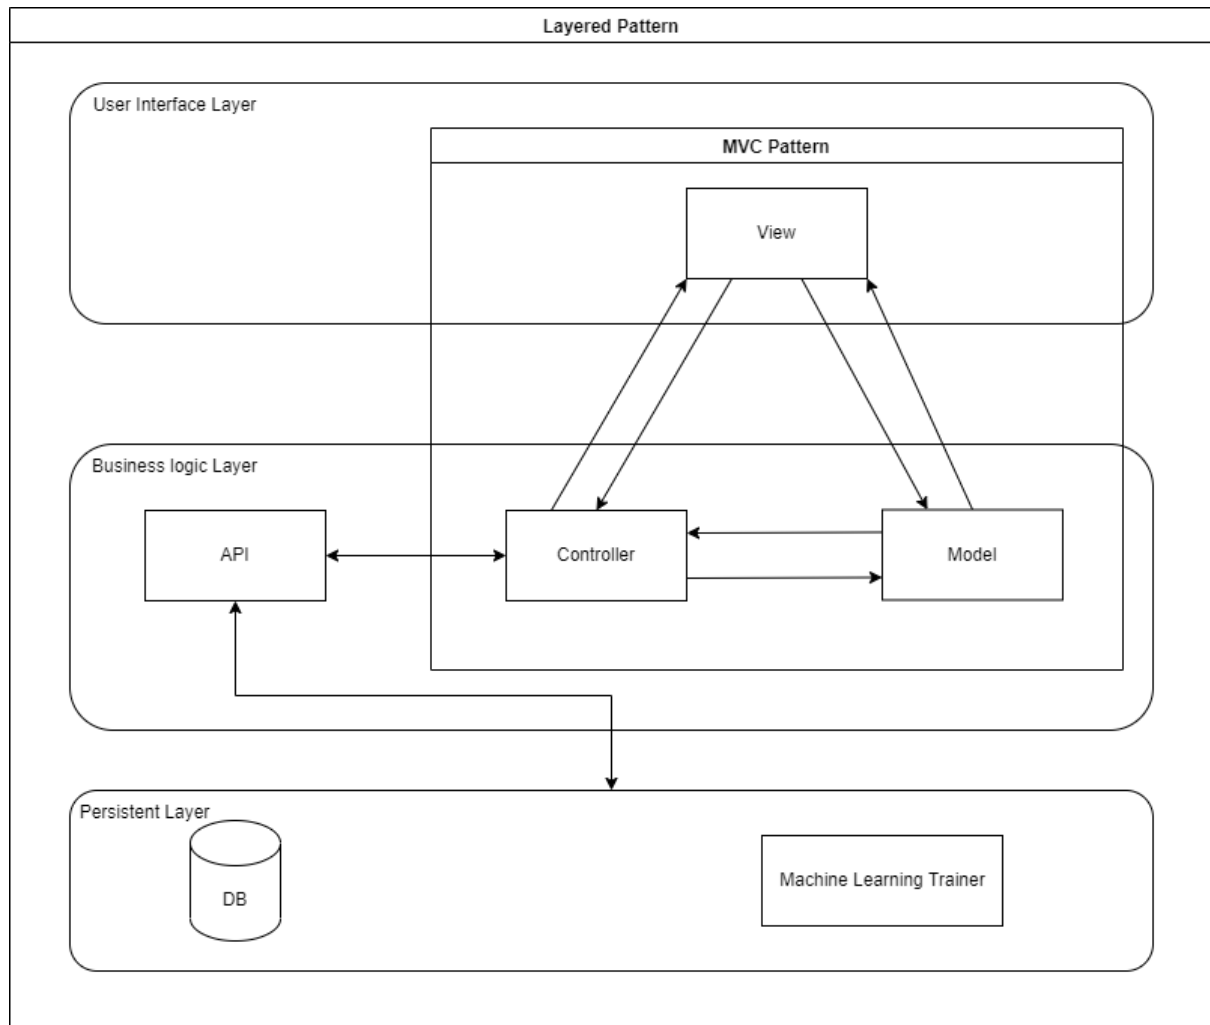 Layered Pattern
User Interface Layer
MVC Pattern
View
Business logic Layer
API
Controller
Model
Persistent Layer
DB
Machine Learning Trainer